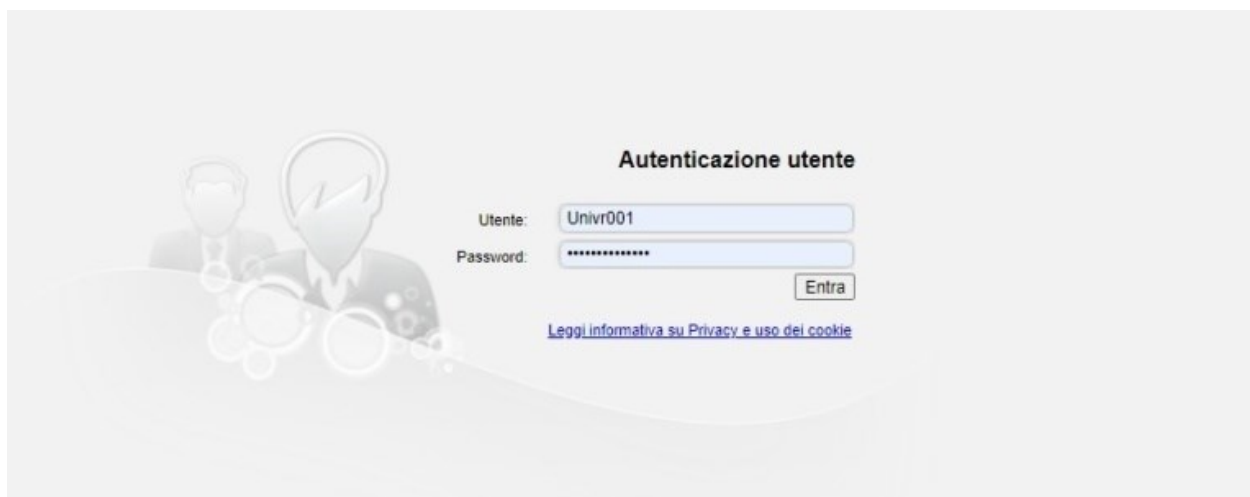 Autenticazione utente
Utente: Univr001
Password: ••••••••••••••
Entra
Leggi informativa su Privacy e uso dei cookie